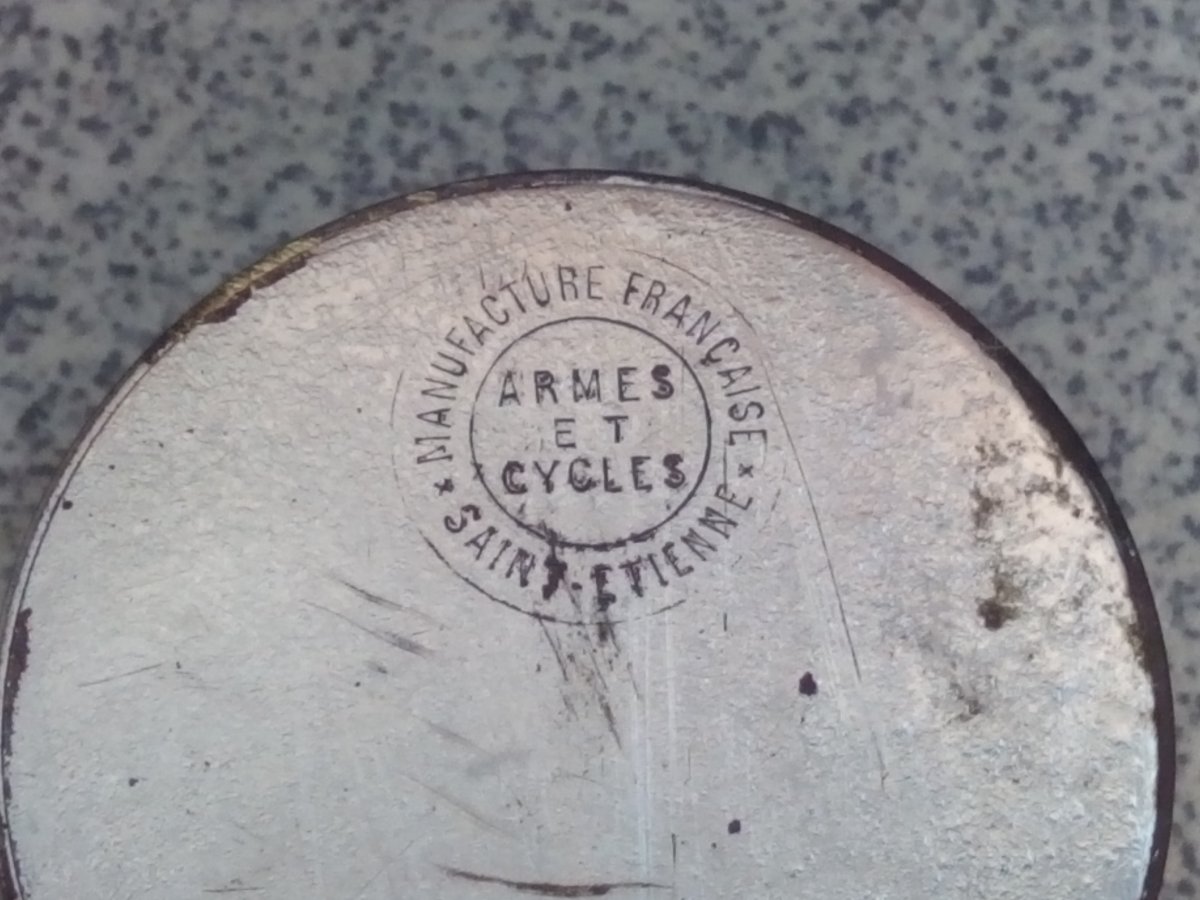 MANUFACTURE FRANÇAISE
ARMES
ET
CYCLES
* SAINT-ETIENNE *